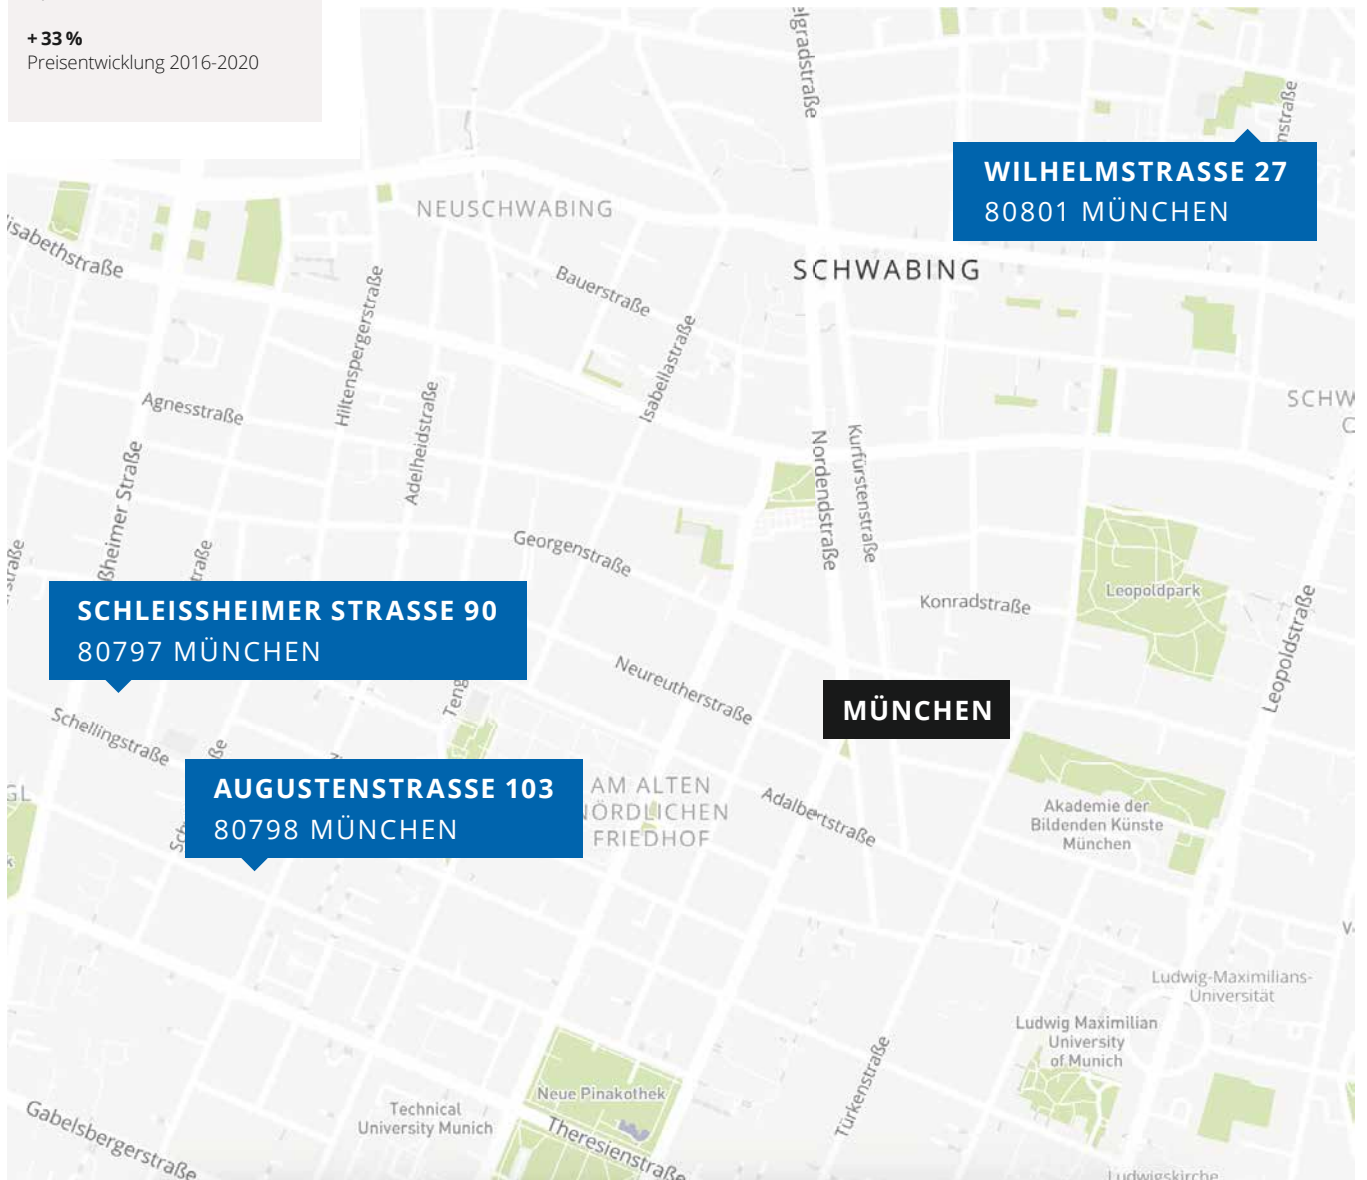 + 33 %
Preisentwicklung 2016-2020
WILHELMSTRASSE 27
80801 MÜNCHEN
NEUSCHWABING
SCHWABING
Bauerstraße
Hiltenspergerstraße
Isabellastraße
Agnesstraße
Adelheidstraße
Nordendstraße
Kurfürstenstraße
Georgenstraße
Konradstraße
Leopoldpark
Leopoldstraße
SCHLEISSHEIMER STRASSE 90
80797 MÜNCHEN
Neureutherstraße
MÜNCHEN
Schellingstraße
AUGUSTENSTRASSE 103
80798 MÜNCHEN
AM ALTEN
NÖRDLICHEN
FRIEDHOF
Adalbertstraße
Akademie der
Bildenden Künste
München
Ludwig-Maximilians-
Universität
Ludwig Maximilian
University
of Munich
Türkenstraße
Neue Pinakothek
Technical
University Munich
Theresienstraße
Gabelsbergerstraße
Ludwigskirche